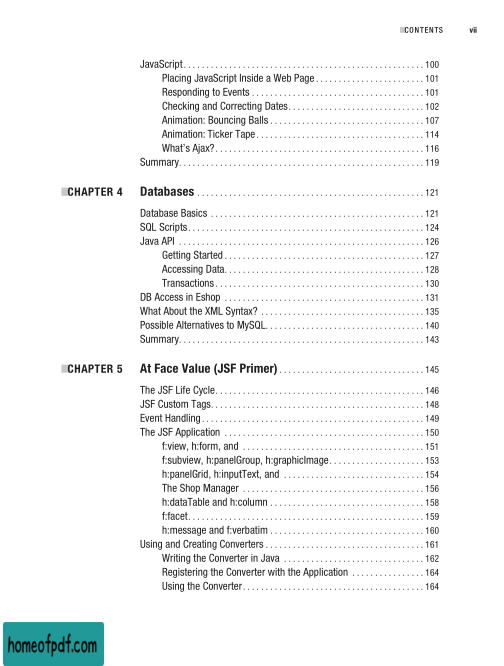 CONTENTS vii
JavaScript 100
Placing JavaScript Inside a Web Page 101
Responding to Events 101
Checking and Correcting Dates 102
Animation: Bouncing Balls 107
Animation: Ticker Tape 114
What's Ajax? 116
Summary 119
CHAPTER 4 Databases 121
Database Basics 121
SQL Scripts 124
Java API 126
Getting Started 127
Accessing Data 128
Transactions 130
DB Access in Eshop 131
What About the XML Syntax? 135
Possible Alternatives to MySQL 140
Summary 143
CHAPTER 5 At Face Value (JSF Primer) 145
The JSF Life Cycle 146
JSF Custom Tags 148
Event Handling 149
The JSF Application 150
f:view, h:form, and 151
f:subview, h:panelGroup, h:graphicImage 153
h:panelGrid, h:inputText, and 154
The Shop Manager 156
h:dataTable and h:column 158
f:facet 159
h:message and f:verbatim 160
Using and Creating Converters 161
Writing the Converter in Java 162
Registering the Converter with the Application 164
Using the Converter 164
homeofpdf.com